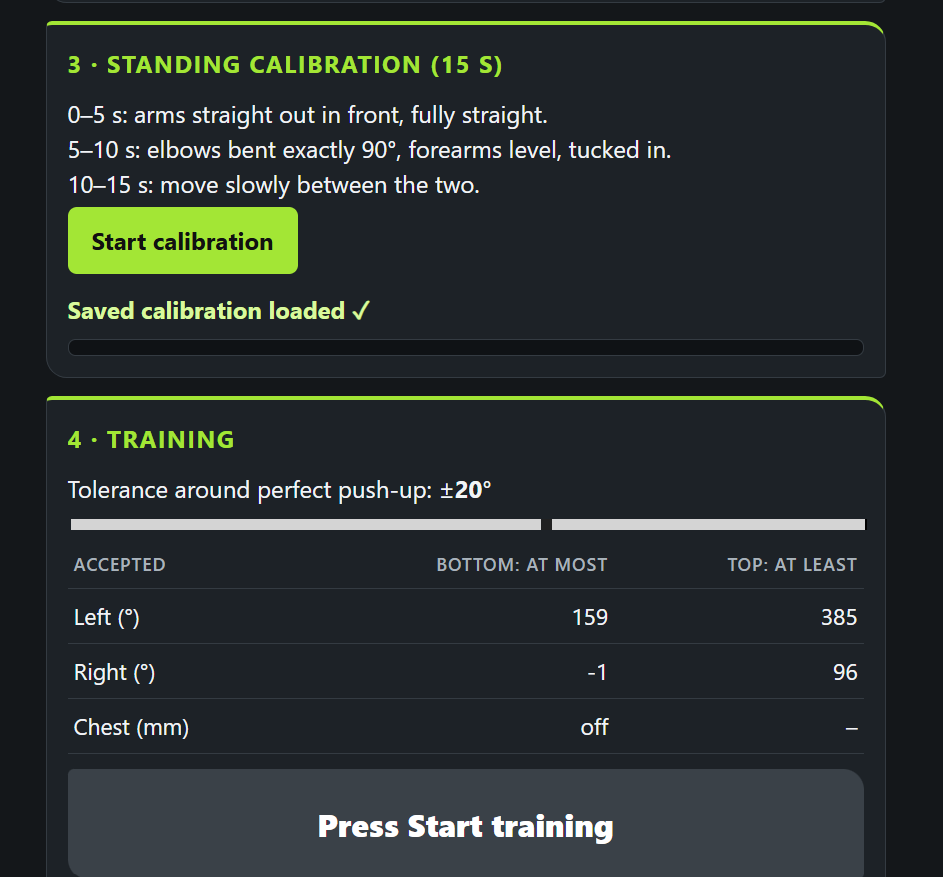 3 · STANDING CALIBRATION (15 S)
0–5 s: arms straight out in front, fully straight.
5–10 s: elbows bent exactly 90°, forearms level, tucked in.
10–15 s: move slowly between the two.
Start calibration
Saved calibration loaded ✓
4 · TRAINING
Tolerance around perfect push-up: ±20°
ACCEPTED BOTTOM: AT MOST TOP: AT LEAST
Left (°) 159 385
Right (°) -1 96
Chest (mm) off –
Press Start training